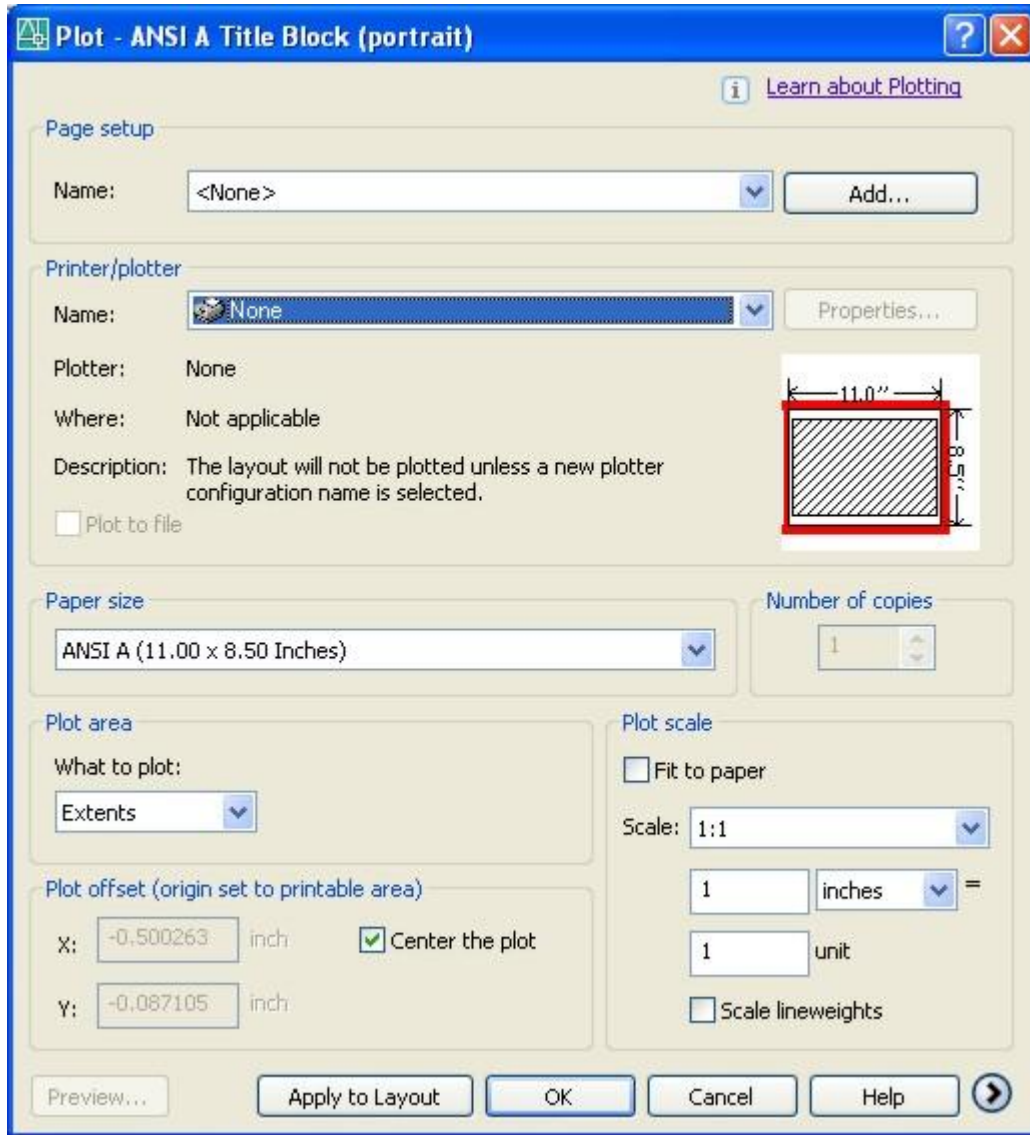 Plot - ANSI A Title Block (portrait)
?
i Learn about Plotting
Page setup
Name: <None> Add...
Printer/plotter
Name: None Properties...
Plotter: None
Where: Not applicable
Description: The layout will not be plotted unless a new plotter
configuration name is selected.
Plot to file
11.0''
8.5''
Paper size
ANSI A (11.00 x 8.50 Inches)
Number of copies
1
Plot area
What to plot:
Extents
Plot offset (origin set to printable area)
X: -0.500263 inch Center the plot
Y: -0.087105 inch
Plot scale
Fit to paper
Scale: 1:1
1 inches =
1 unit
Scale lineweights
Preview... Apply to Layout OK Cancel Help